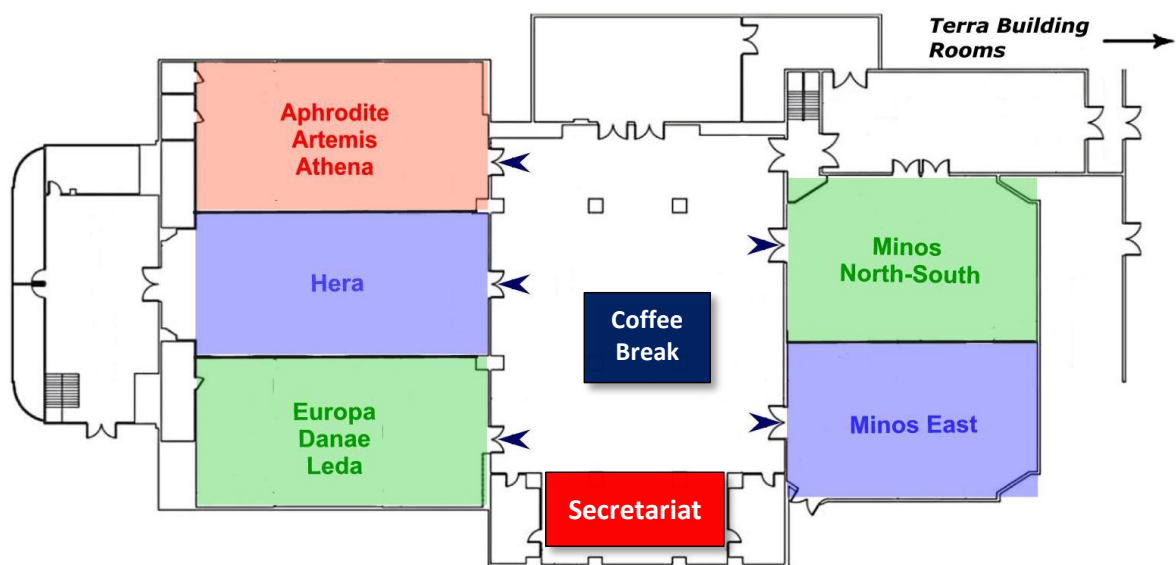 Terra Building
Rooms
Aphrodite
Artemis
Athena
Hera
Minos
North-South
Coffee
Break
Europa
Danae
Leda
Minos East
Secretariat